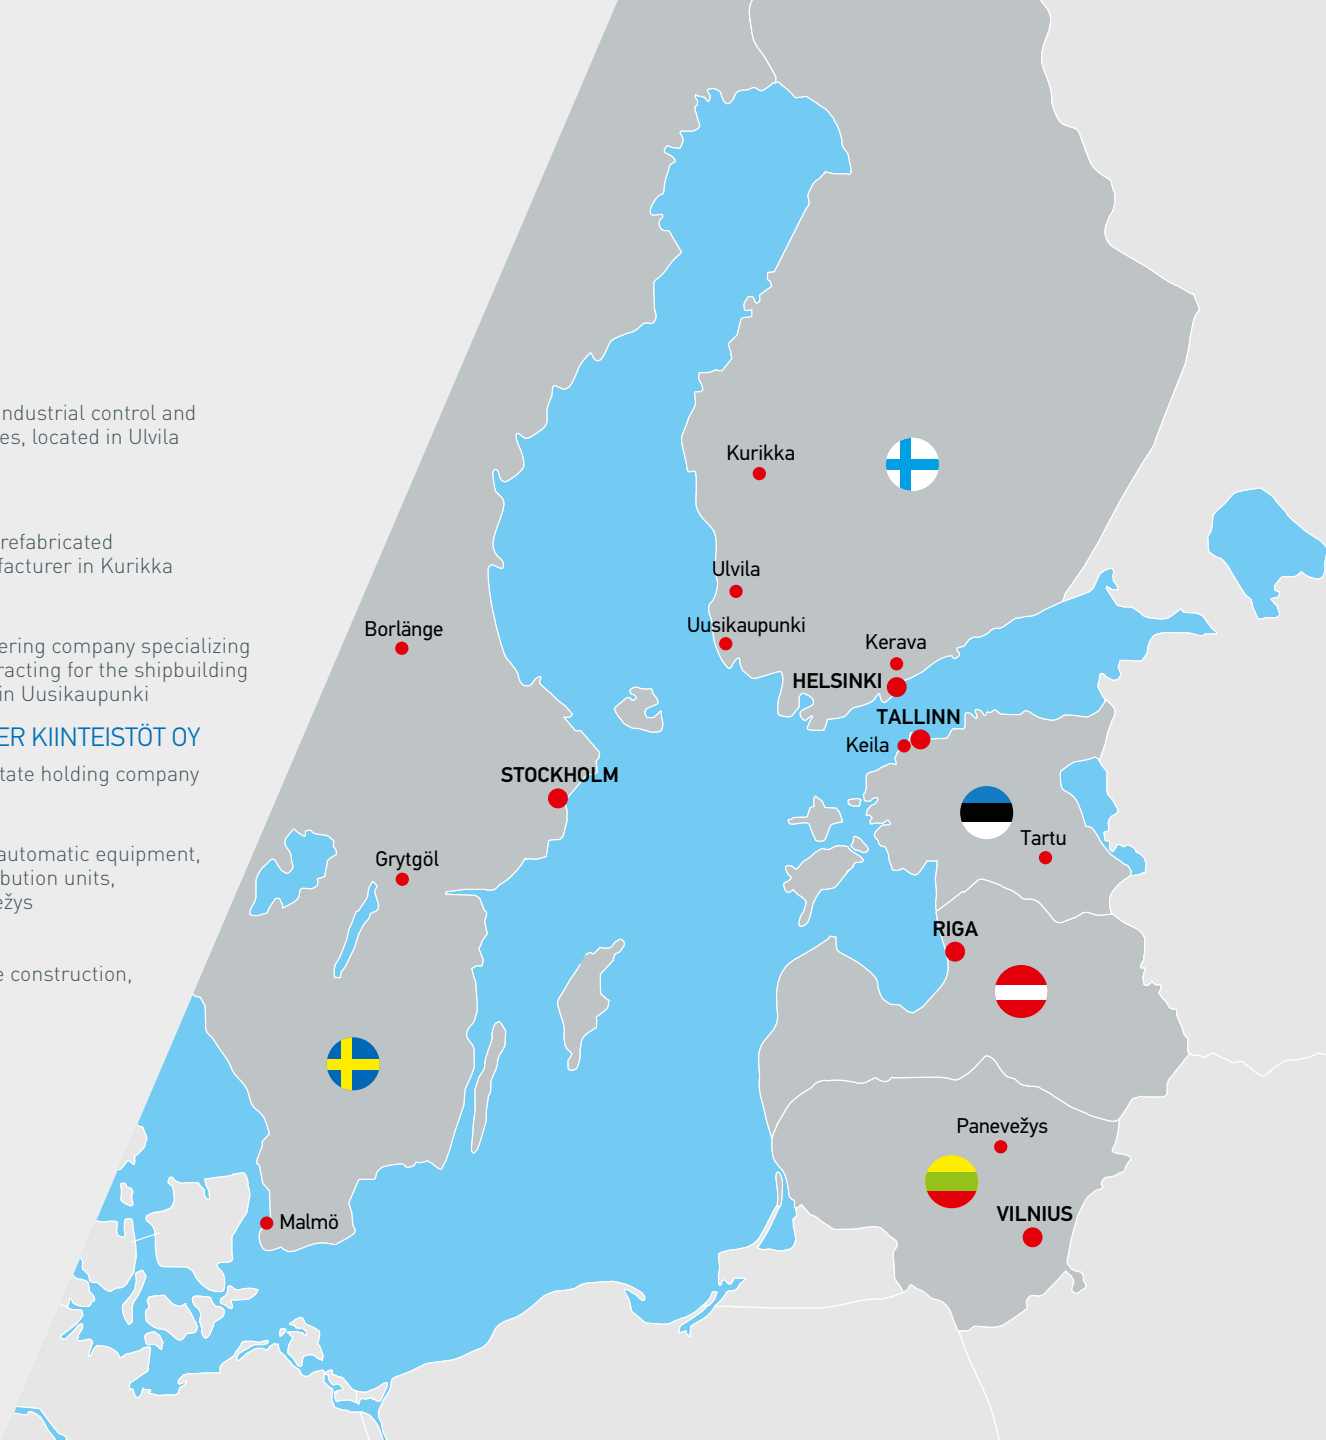 ndustrial control and
es, located in Ulvila
refabricated
facturer in Kurikka
ering company specializing
racting for the shipbuilding
in Uusikaupunki
ER KIINTEISTÖT OY
tate holding company
automatic equipment,
bution units,
ežys
e construction,
Kurikka
Ulvila
Uusikaupunki
Borlänge
Kerava
HELSINKI
TALLINN
Keila
STOCKHOLM
Tartu
Grytgöl
RIGA
Panevežys
VILNIUS
Malmö